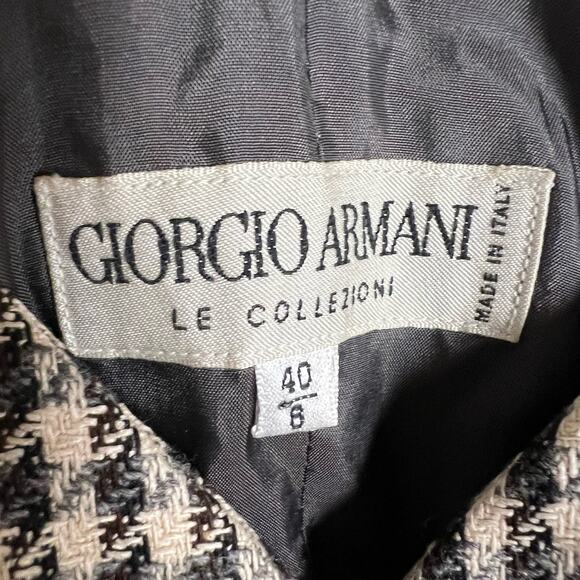 GIORGIO ARMANI
LE COLLEZIONI
MADE IN ITALY
40
6